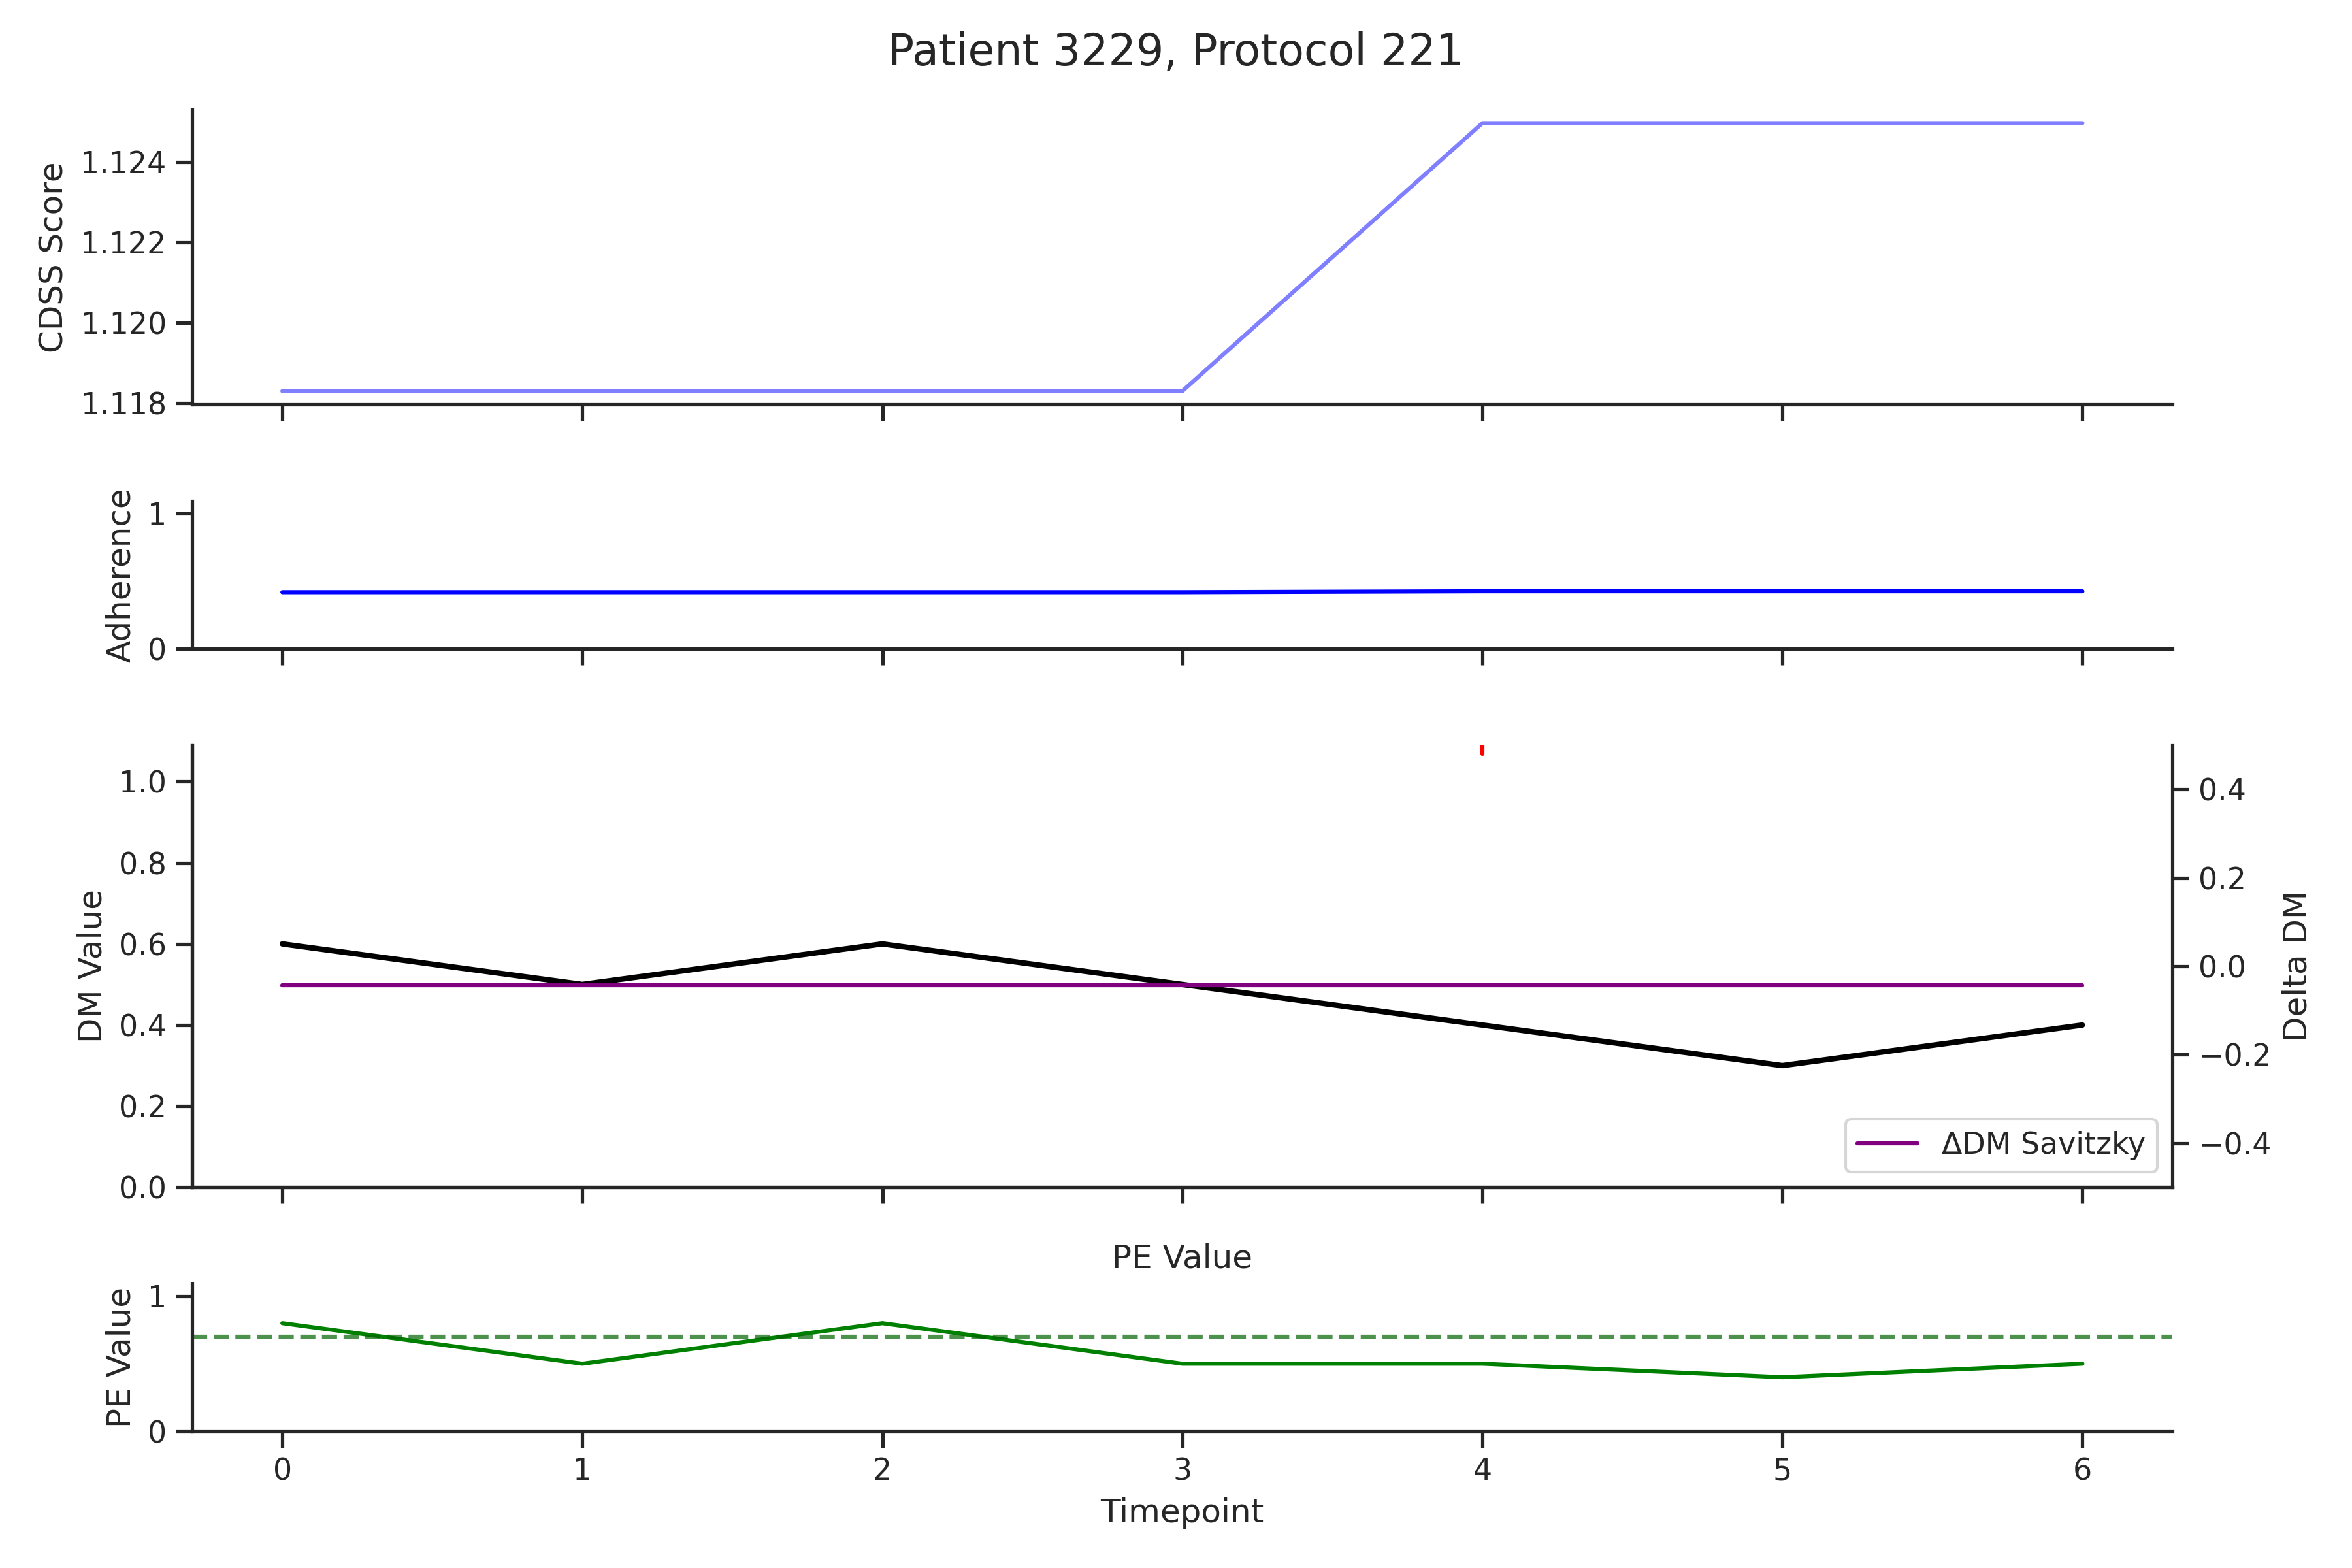 Patient 3229, Protocol 221
CDSS Score
1.124
1.122
1.120
1.118
Adherence
1
0
DM Value
1.0
0.8
0.6
0.4
0.2
0.0
Delta DM
0.4
0.2
0.0
−0.2
−0.4
ΔDM Savitzky
PE Value
PE Value
1
0
0 1 2 3 4 5 6
Timepoint